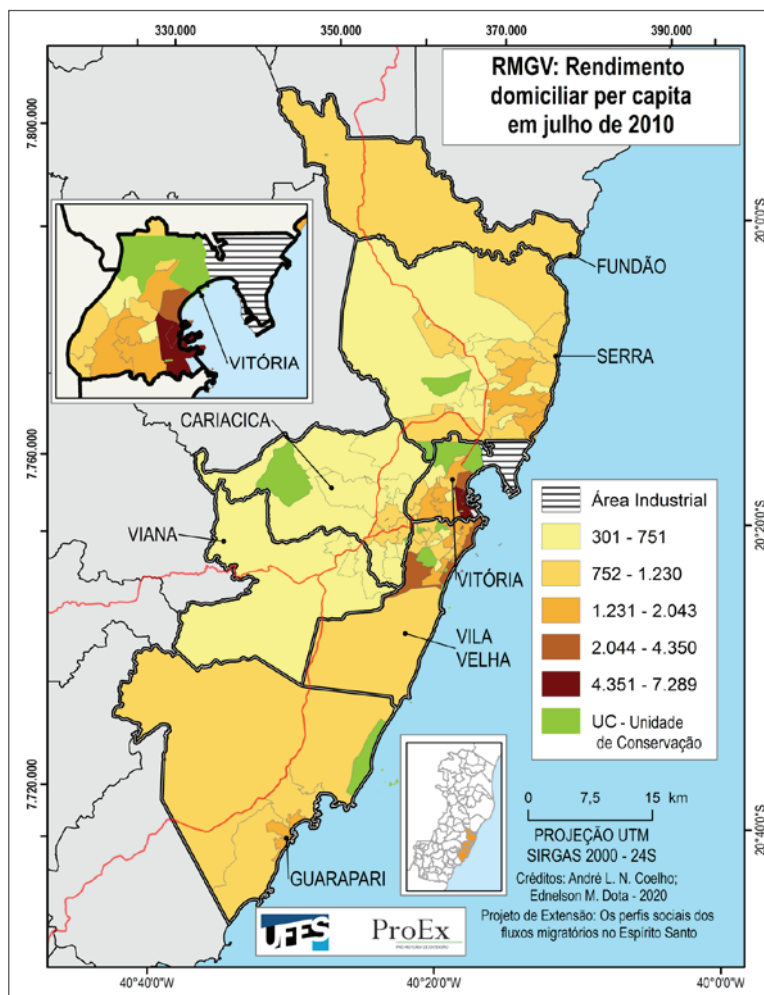 330.000 350.000 370.000 390.000
RMGV: Rendimento
domiciliar per capita
em julho de 2010
7.800.000
7.760.000
7.720.000
20°0'0"S
20°20'0"S
20°40'0"S
FUNDÃO
SERRA
VITÓRIA
CARIACICA
VIANA
VITÓRIA
VILA
VELHA
GUARAPARI
Área Industrial
301 - 751
752 - 1.230
1.231 - 2.043
2.044 - 4.350
4.351 - 7.289
UC - Unidade
de Conservação
0 7,5 15 km
PROJEÇÃO UTM
SIRGAS 2000 - 24S
Créditos: André L. N. Coelho;
Ednelson M. Dota - 2020
Projeto de Extensão: Os perfis sociais dos
fluxos migratórios no Espírito Santo
UFES
ProEx
40°40'0"W 40°20'0"W 40°0'0"W